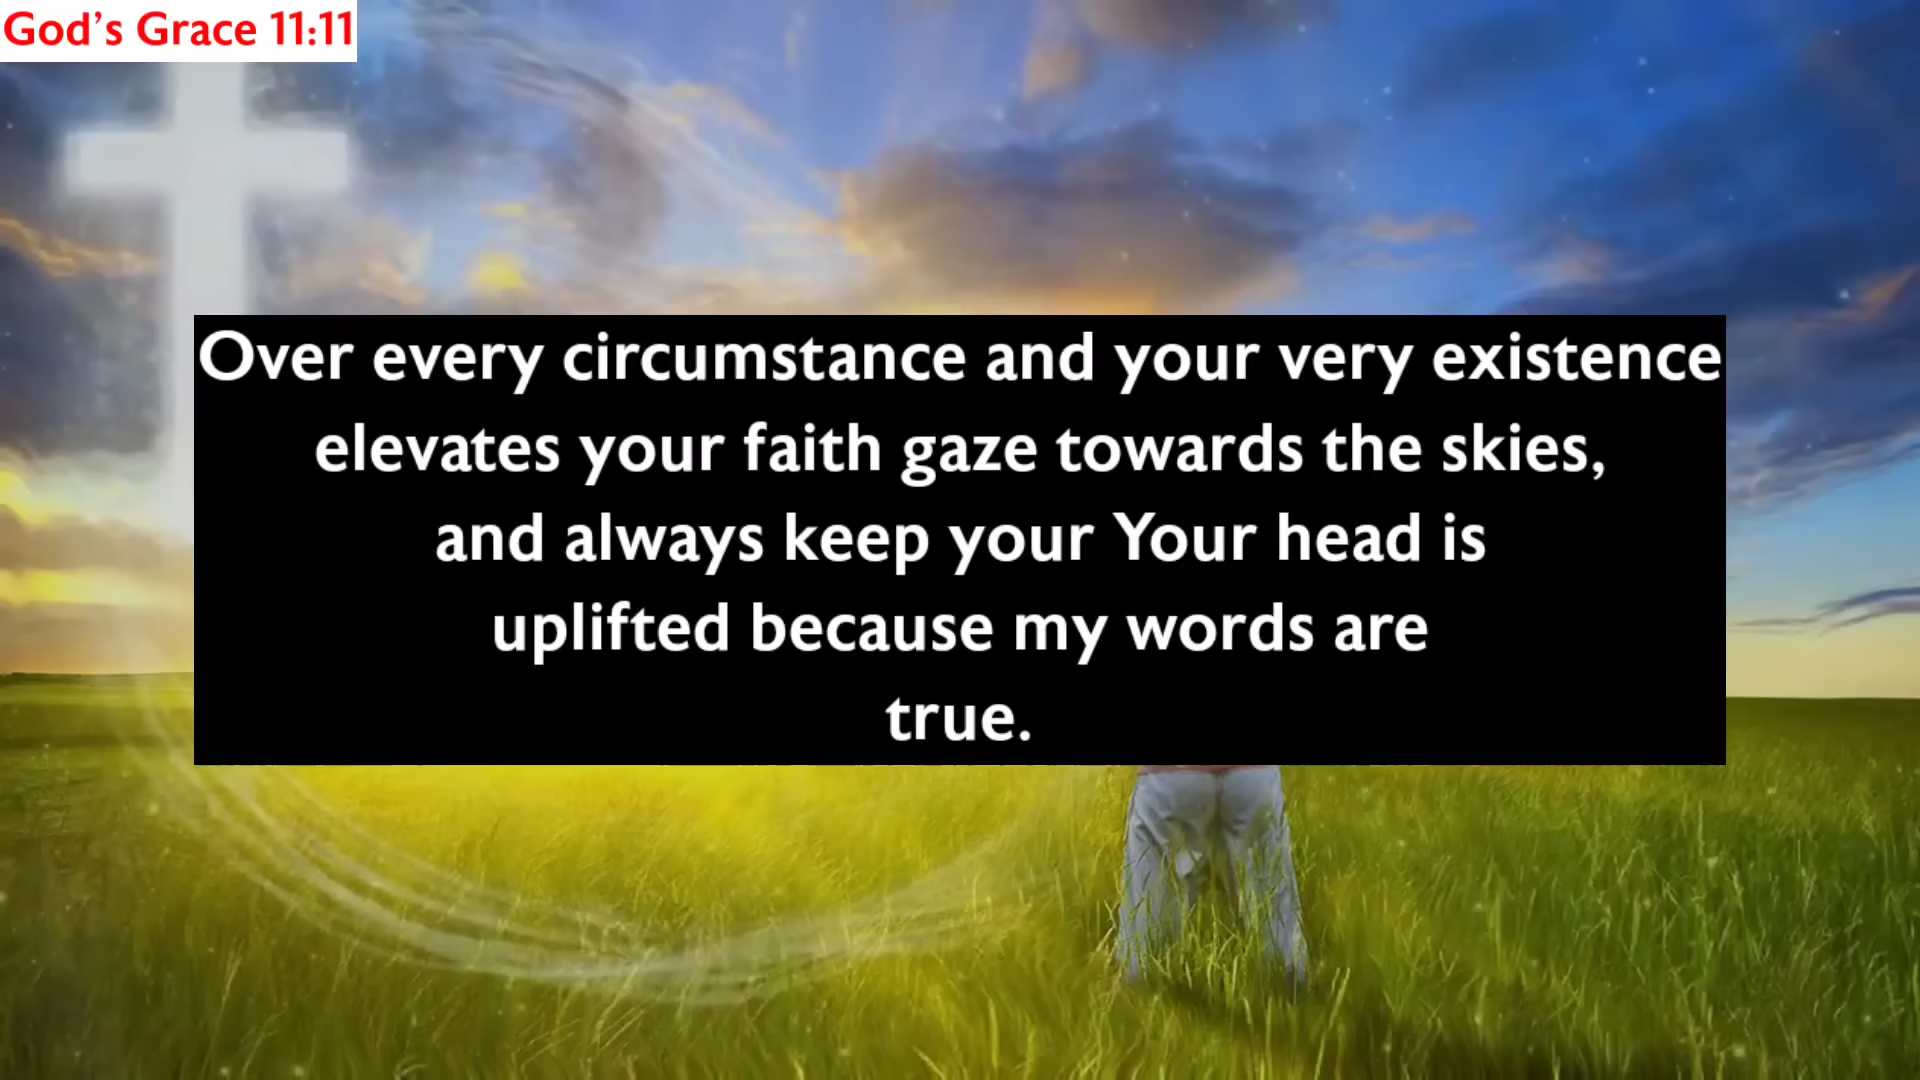 God's Grace 11:11
Over every circumstance and your very existence
elevates your faith gaze towards the skies,
and always keep your Your head is
uplifted because my words are
true.